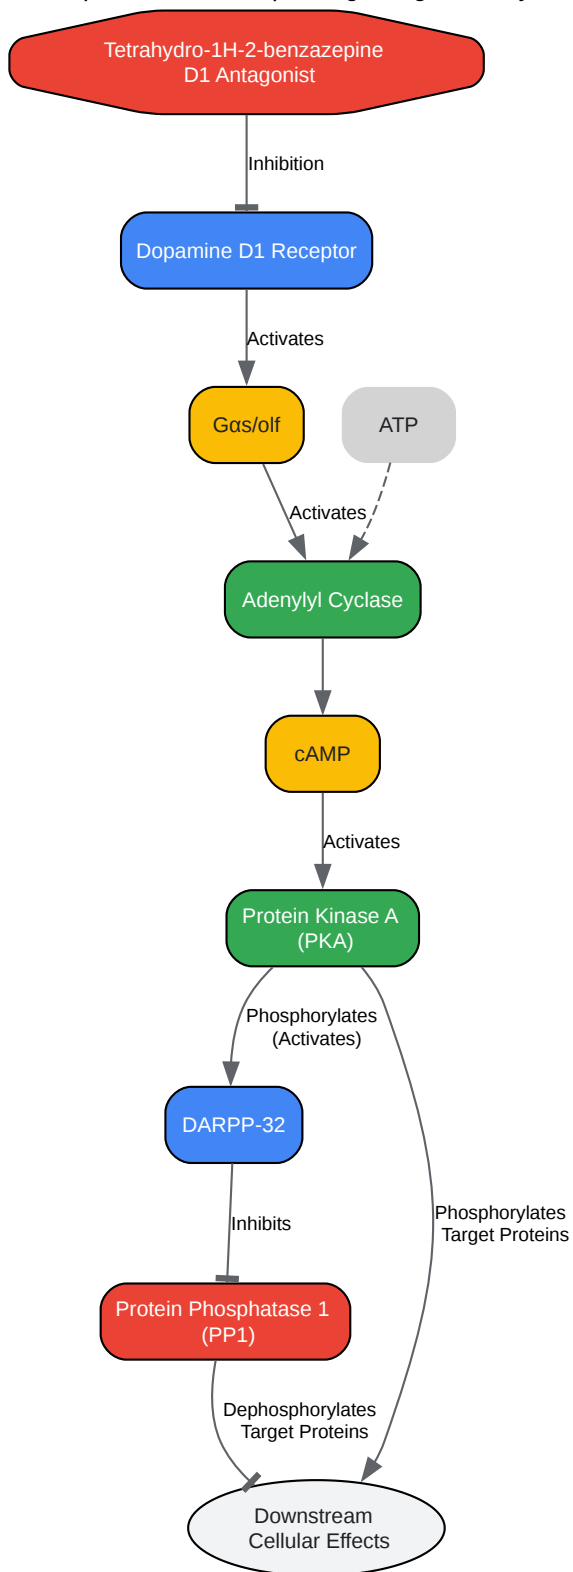 Tetrahydro-1H-2-benzazepine
D1 Antagonist
Inhibition
Dopamine D1 Receptor
Activates
Gαs/olf
ATP
Activates
Adenylyl Cyclase
cAMP
Activates
Protein Kinase A
(PKA)
Phosphorylates
(Activates)
DARPP-32
Phosphorylates
Target Proteins
Inhibits
Protein Phosphatase 1
(PP1)
Dephosphorylates
Target Proteins
Downstream
Cellular Effects